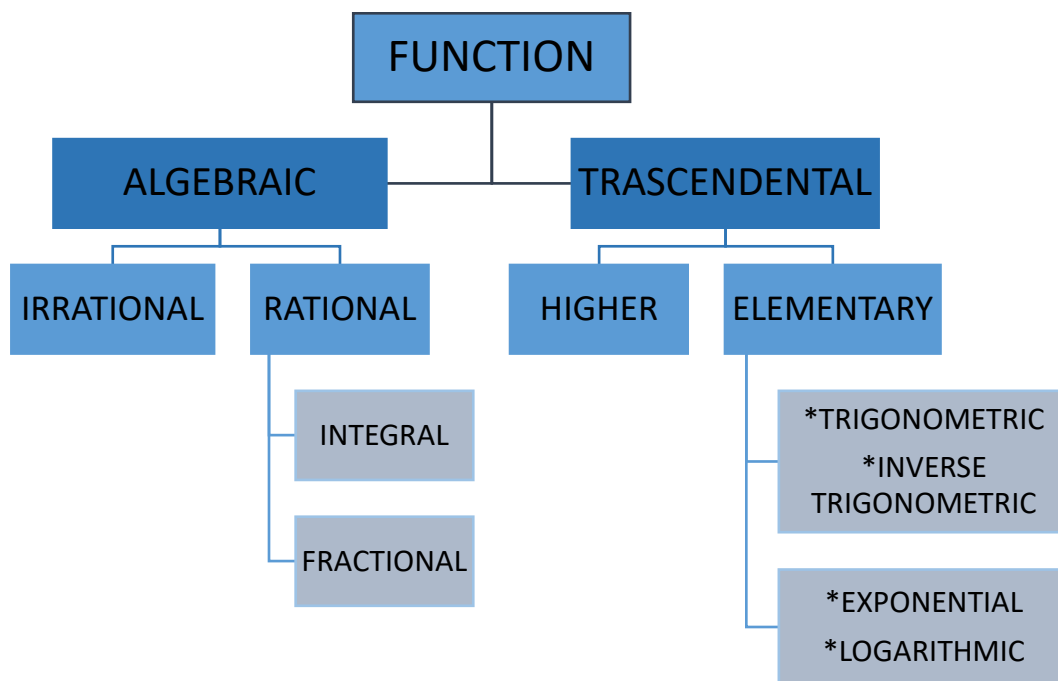 FUNCTION
ALGEBRAIC
TRASCENDENTAL
IRRATIONAL
RATIONAL
HIGHER
ELEMENTARY
INTEGRAL
FRACTIONAL
*TRIGONOMETRIC
*INVERSE
TRIGONOMETRIC
*EXPONENTIAL
*LOGARITHMIC